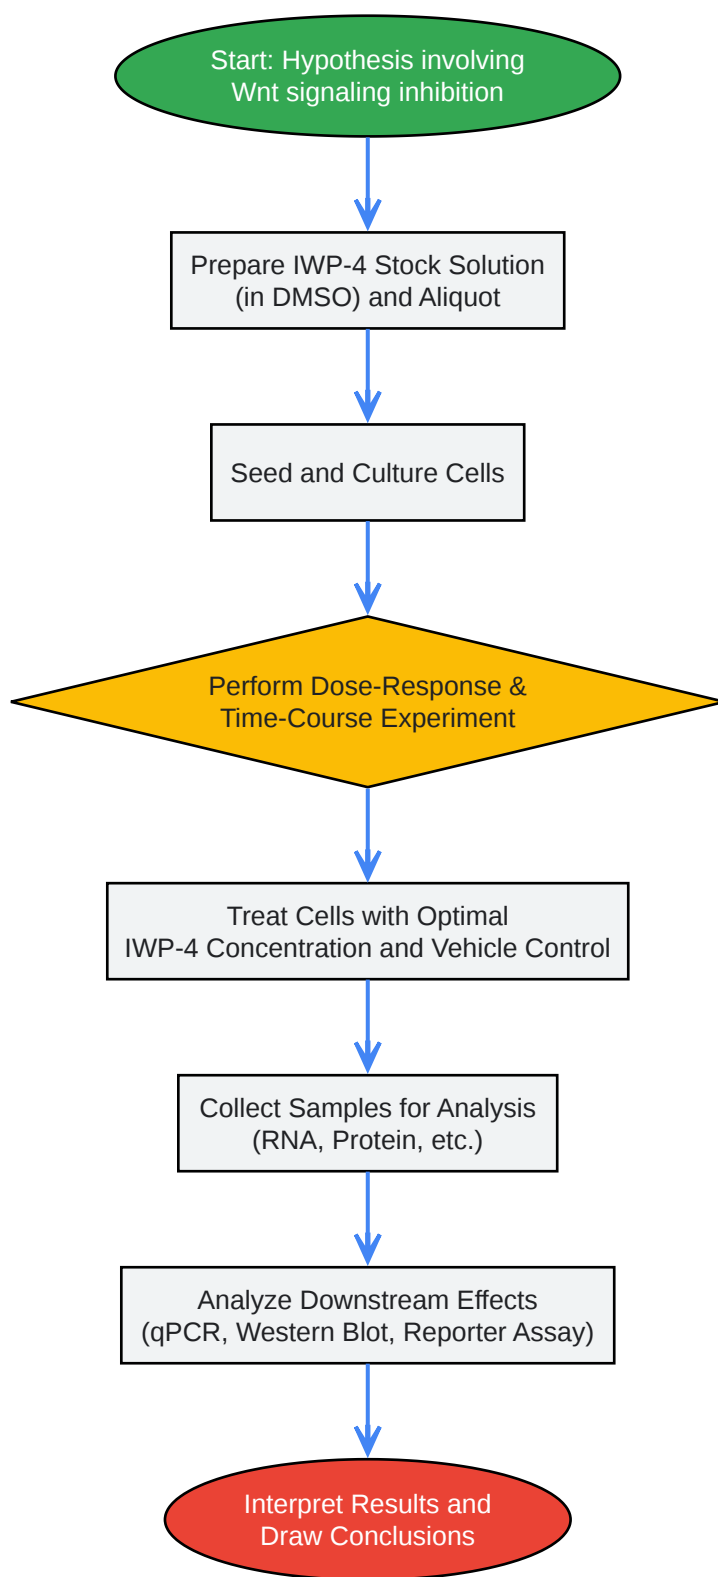 Start: Hypothesis involving
Wnt signaling inhibition
Prepare IWP-4 Stock Solution
(in DMSO) and Aliquot
Seed and Culture Cells
Perform Dose-Response &
Time-Course Experiment
Treat Cells with Optimal
IWP-4 Concentration and Vehicle Control
Collect Samples for Analysis
(RNA, Protein, etc.)
Analyze Downstream Effects
(qPCR, Western Blot, Reporter Assay)
Interpret Results and
Draw Conclusions